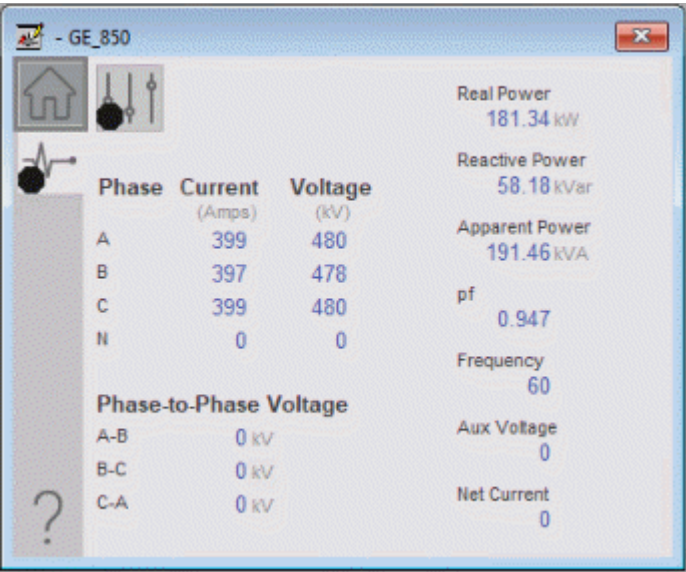 - GE_850
Phase Current Voltage
(Amps) (kV)
A 399 480
B 397 478
C 399 480
N 0 0
Phase-to-Phase Voltage
A-B 0 kV
B-C 0 kV
C-A 0 kV
?
Real Power
181.34 kW
Reactive Power
58.18 kVar
Apparent Power
191.46 kVA
pf
0.947
Frequency
60
Aux Voltage
0
Net Current
0